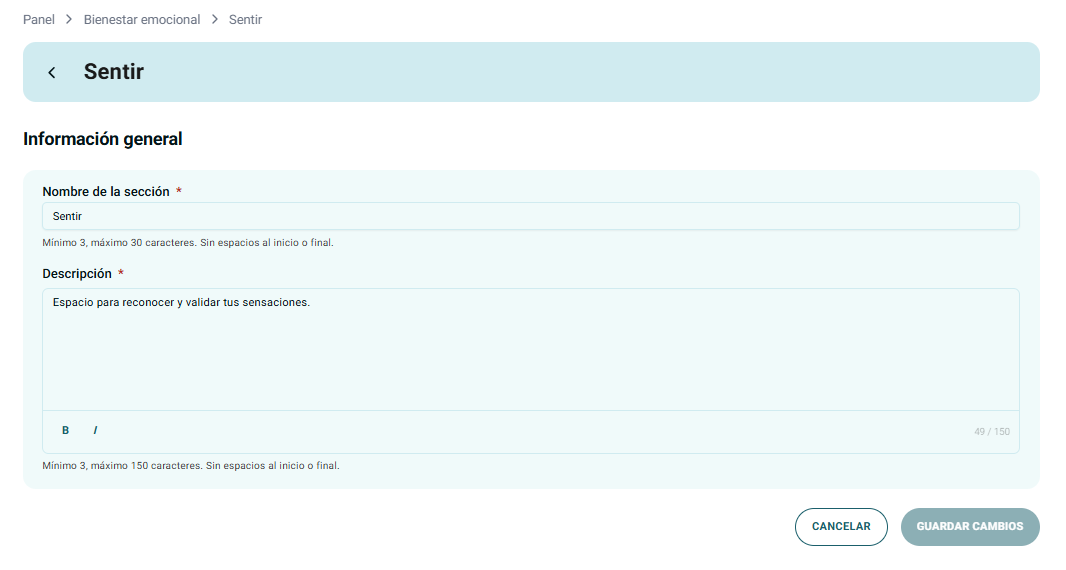 Panel > Bienestar emocional > Sentir
Sentir
Información general
Nombre de la sección *
Sentir
Mínimo 3, máximo 30 caracteres. Sin espacios al inicio o final.
Descripción *
Espacio para reconocer y validar tus sensaciones.
B I 49 / 150
Mínimo 3, máximo 150 caracteres. Sin espacios al inicio o final.
CANCELAR GUARDAR CAMBIOS